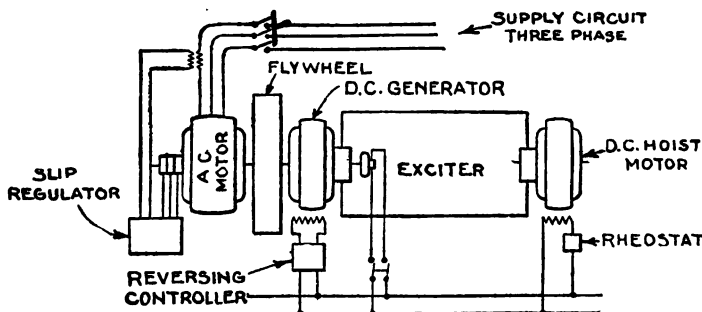 SUPPLY CIRCUIT
THREE PHASE
FLYWHEEL
D.C. GENERATOR
A.C.
MOTOR
EXCITER
D.C. HOIST
MOTOR
SLIP
REGULATOR
RHEOSTAT
REVERSING
CONTROLLER